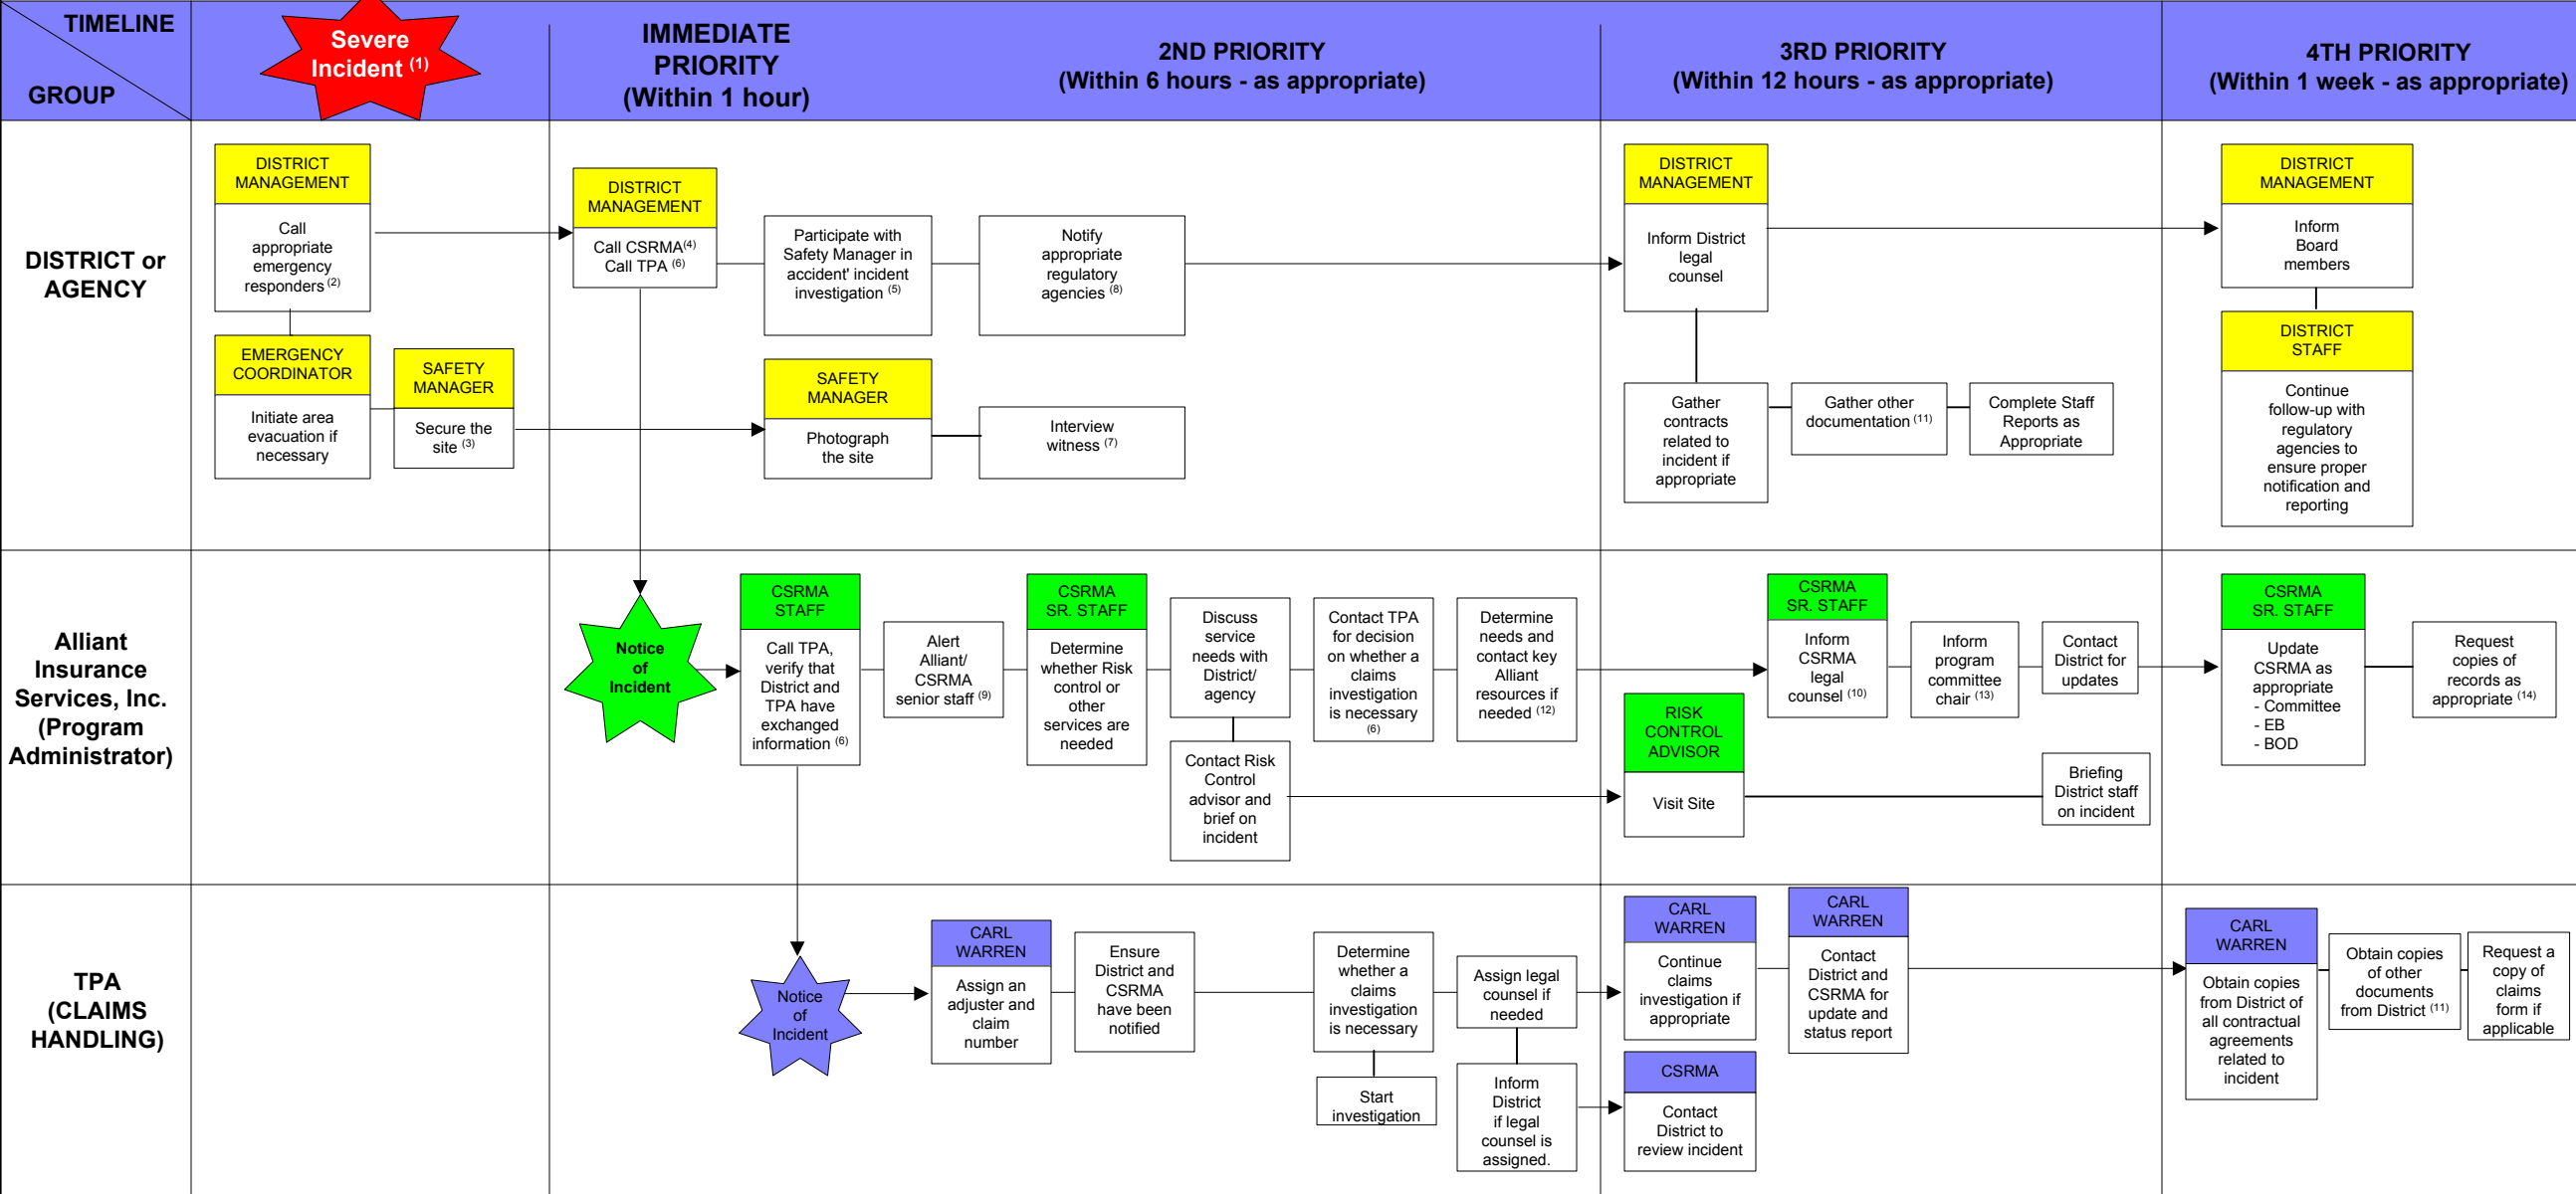 TIMELINE
GROUP
Severe
Incident (1)
IMMEDIATE
PRIORITY
(Within 1 hour)
2ND PRIORITY
(Within 6 hours - as appropriate)
3RD PRIORITY
(Within 12 hours - as appropriate)
4TH PRIORITY
(Within 1 week - as appropriate)
DISTRICT or
AGENCY
DISTRICT
MANAGEMENT
Call
appropriate
emergency
responders (2)
EMERGENCY
COORDINATOR
Initiate area
evacuation if
necessary
SAFETY
MANAGER
Secure the
site (3)
DISTRICT
MANAGEMENT
Call CSRMA(4)
Call TPA (6)
Participate with
Safety Manager in
accident' incident
investigation (5)
Notify
appropriate
regulatory
agencies (8)
SAFETY
MANAGER
Photograph
the site
Interview
witness (7)
DISTRICT
MANAGEMENT
Inform District
legal
counsel
Gather
contracts
related to
incident if
appropriate
Gather other
documentation (11)
Complete Staff
Reports as
Appropriate
DISTRICT
MANAGEMENT
Inform
Board
members
DISTRICT
STAFF
Continue
follow-up with
regulatory
agencies to
ensure proper
notification and
reporting
Alliant
Insurance
Services, Inc.
(Program
Administrator)
Notice
of
Incident
CSRMA
STAFF
Call TPA,
verify that
District and
TPA have
exchanged
information (6)
Alert
Alliant/
CSRMA
senior staff (9)
CSRMA
SR. STAFF
Determine
whether Risk
control or
other
services are
needed
Discuss
service
needs with
District/
agency
Contact Risk
Control
advisor and
brief on
incident
Contact TPA
for decision
on whether a
claims
investigation
is necessary
(6)
Determine
needs and
contact key
Alliant
resources if
needed (12)
CSRMA
SR. STAFF
Inform
CSRMA
legal
counsel (10)
Inform
program
committee
chair (13)
Contact
District for
updates
RISK
CONTROL
ADVISOR
Visit Site
Briefing
District staff
on incident
CSRMA
SR. STAFF
Update
CSRMA as
appropriate
- Committee
- EB
- BOD
Request
copies of
records as
appropriate (14)
TPA
(CLAIMS
HANDLING)
Notice
of
Incident
CARL
WARREN
Assign an
adjuster and
claim
number
Ensure
District and
CSRMA
have been
notified
Determine
whether a
claims
investigation
is necessary
Start
investigation
Assign legal
counsel if
needed
Inform
District
if legal
counsel is
assigned.
CARL
WARREN
Continue
claims
investigation if
appropriate
CARL
WARREN
Contact
District and
CSRMA for
update and
status report
CSRMA
Contact
District to
review incident
CARL
WARREN
Obtain copies
from District of
all contractual
agreements
related to
incident
Obtain copies
of other
documents
from District (11)
Request a
copy of
claims
form if
applicable